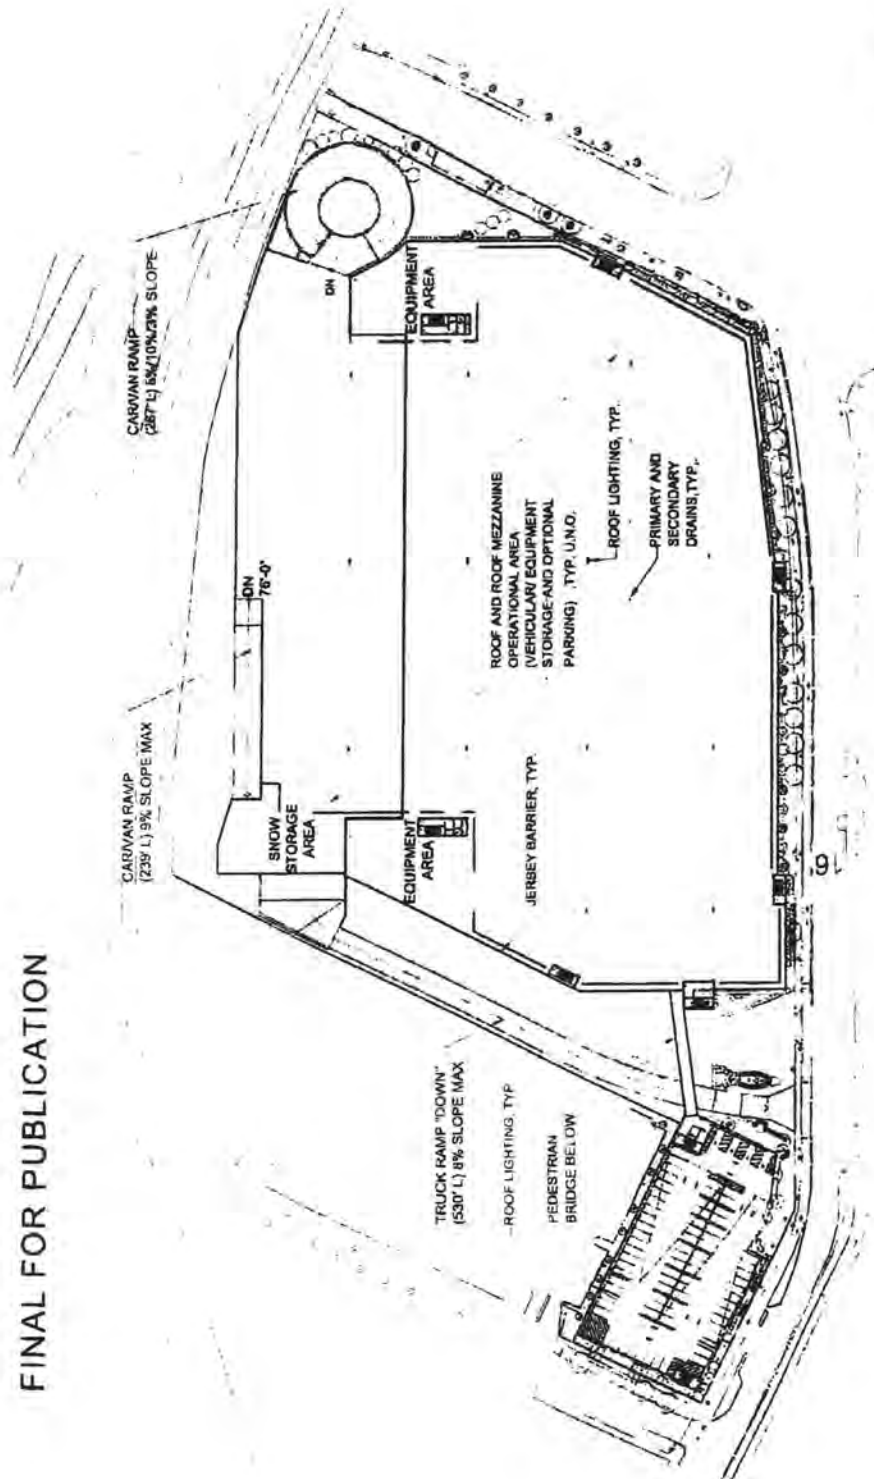 FINAL FOR PUBLICATION
CAR/VAN RAMP
(239' L) 9% SLOPE MAX
CAR/VAN RAMP
(267' L) 5%/10%/3% SLOPE
DN
76'-0"
DN
SNOW
STORAGE
AREA
EQUIPMENT
AREA
EQUIPMENT
AREA
JERSEY BARRIER, TYP.
ROOF AND ROOF MEZZANINE
OPERATIONAL AREA
(VEHICULAR/ EQUIPMENT
STORAGE AND OPTIONAL
PARKING) TYP. U.N.O.
ROOF LIGHTING, TYP.
PRIMARY AND
SECONDARY
DRAINS, TYP.
TRUCK RAMP "DOWN"
(530' L) 8% SLOPE MAX
ROOF LIGHTING, TYP
PEDESTRIAN
BRIDGE BELOW
9